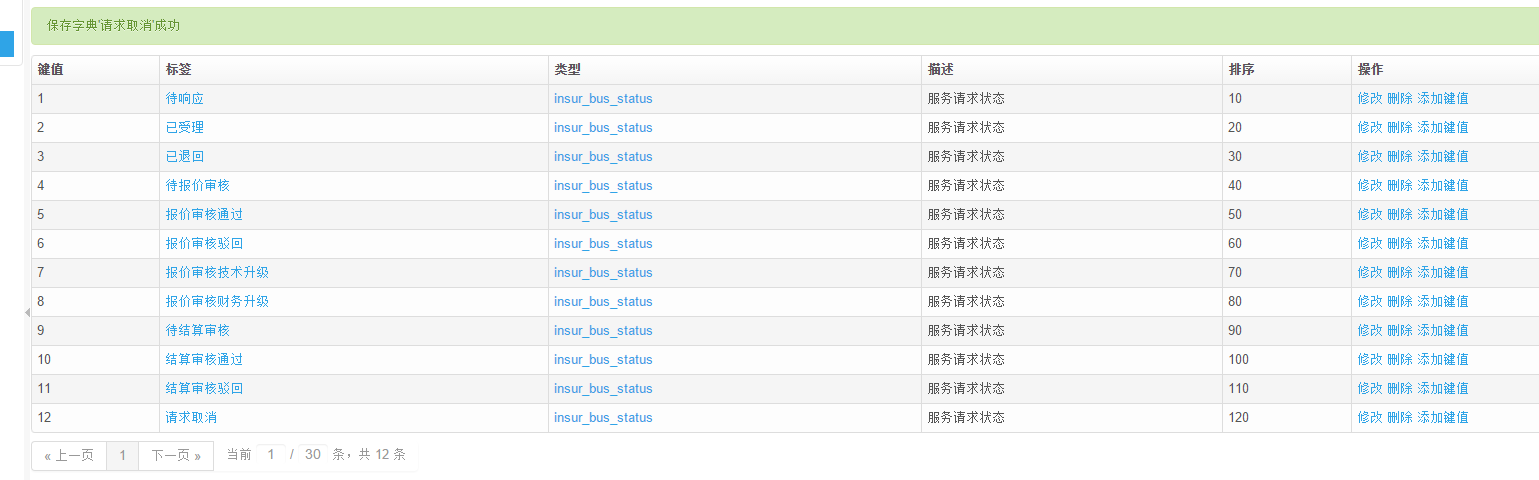 保存字典'请求取消'成功
键值 标签 类型 描述 排序 操作
1 待响应 insur_bus_status 服务请求状态 10 修改 删除 添加键值
2 已受理 insur_bus_status 服务请求状态 20 修改 删除 添加键值
3 已退回 insur_bus_status 服务请求状态 30 修改 删除 添加键值
4 待报价审核 insur_bus_status 服务请求状态 40 修改 删除 添加键值
5 报价审核通过 insur_bus_status 服务请求状态 50 修改 删除 添加键值
6 报价审核驳回 insur_bus_status 服务请求状态 60 修改 删除 添加键值
7 报价审核技术升级 insur_bus_status 服务请求状态 70 修改 删除 添加键值
8 报价审核财务升级 insur_bus_status 服务请求状态 80 修改 删除 添加键值
9 待结算审核 insur_bus_status 服务请求状态 90 修改 删除 添加键值
10 结算审核通过 insur_bus_status 服务请求状态 100 修改 删除 添加键值
11 结算审核驳回 insur_bus_status 服务请求状态 110 修改 删除 添加键值
12 请求取消 insur_bus_status 服务请求状态 120 修改 删除 添加键值
« 上一页 1 下一页 » 当前 1 / 30 条，共 12 条